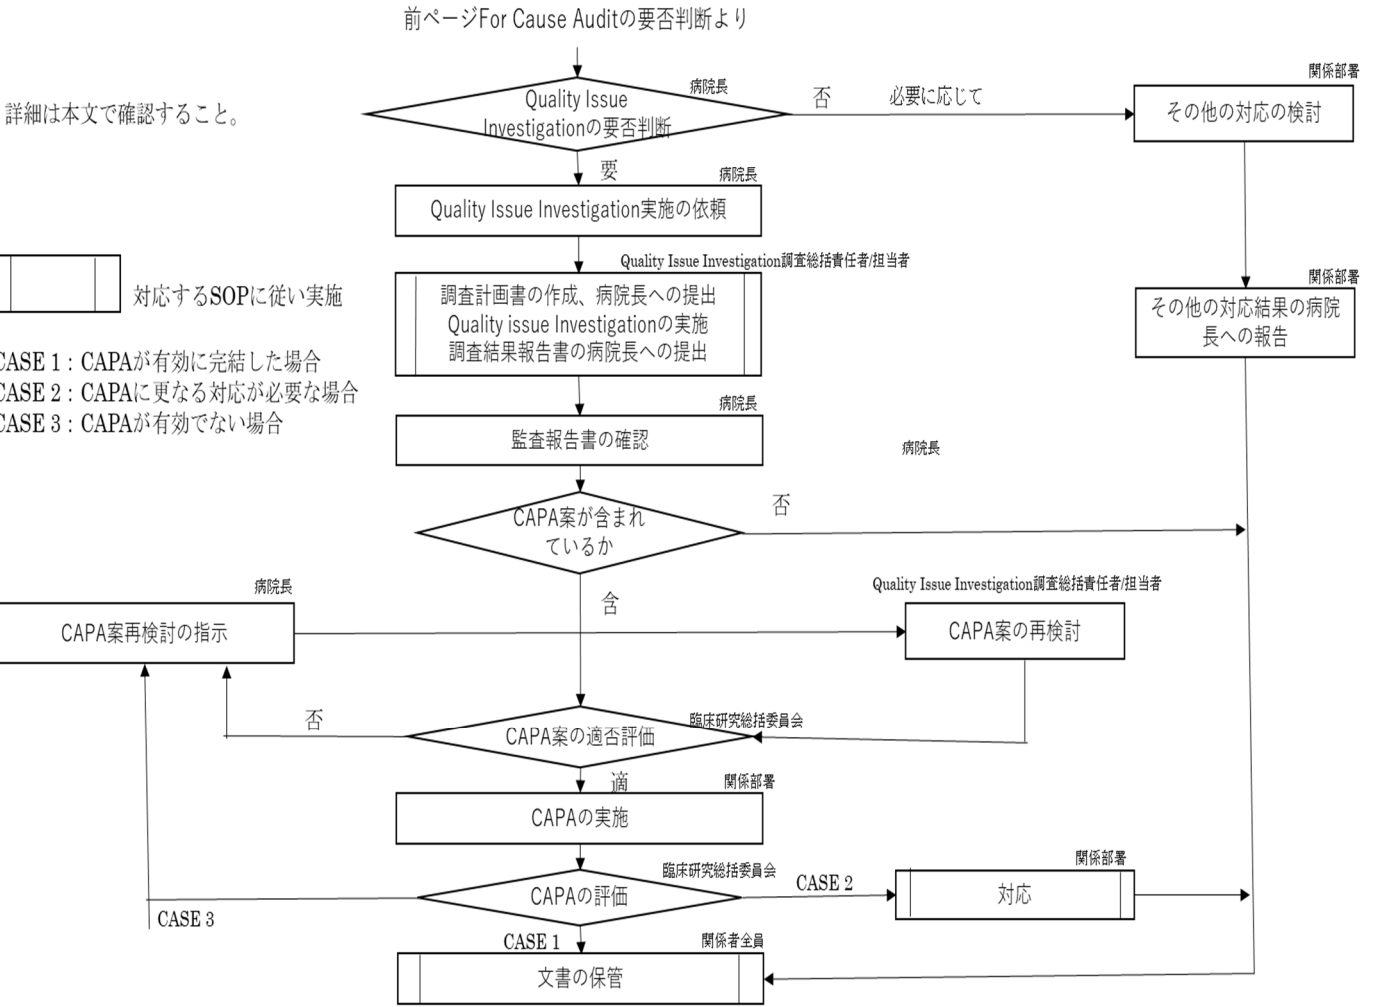 前ページFor Cause Auditの要否判断より
関係部署
病院長
Quality Issue
Investigationの要否判断
否
必要に応じて
その他の対応の検討
詳細は本文で確認すること。
要
病院長
Quality Issue Investigation実施の依頼
Quality Issue Investigation調査総括責任者/担当者
関係部署
対応するSOPに従い実施
調査計画書の作成、病院長への提出
Quality issue Investigationの実施
調査結果報告書の病院長への提出
その他の対応結果の病院
長への報告
CASE 1：CAPAが有効に完結した場合
CASE 2：CAPAに更なる対応が必要な場合
CASE 3：CAPAが有効でない場合
病院長
監査報告書の確認
病院長
CAPA案が含まれ
ているか
否
病院長
含
Quality Issue Investigation調査総括責任者/担当者
CAPA案再検討の指示
CAPA案の再検討
否
臨床研究総括委員会
CAPA案の適否評価
適
関係部署
CAPAの実施
臨床研究総括委員会
関係部署
CAPAの評価
CASE 2
対応
CASE 3
CASE 1
関係者全員
文書の保管